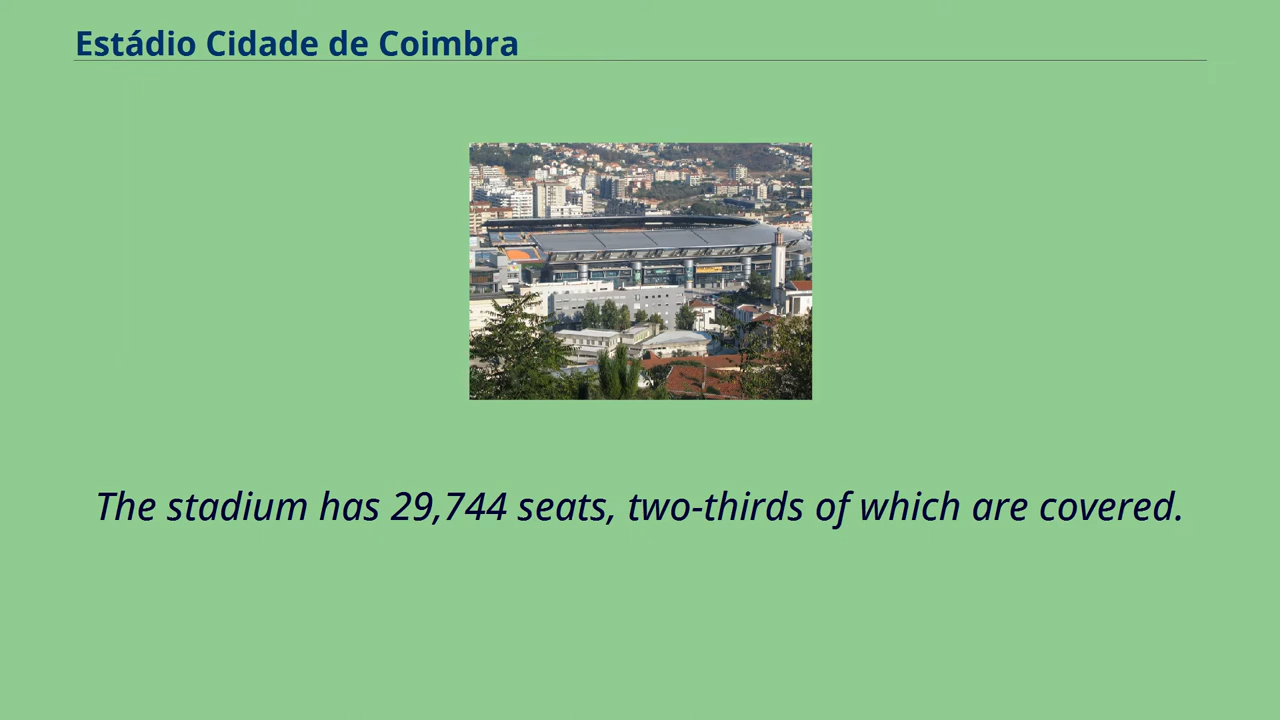 Estádio Cidade de Coimbra
The stadium has 29,744 seats, two-thirds of which are covered.